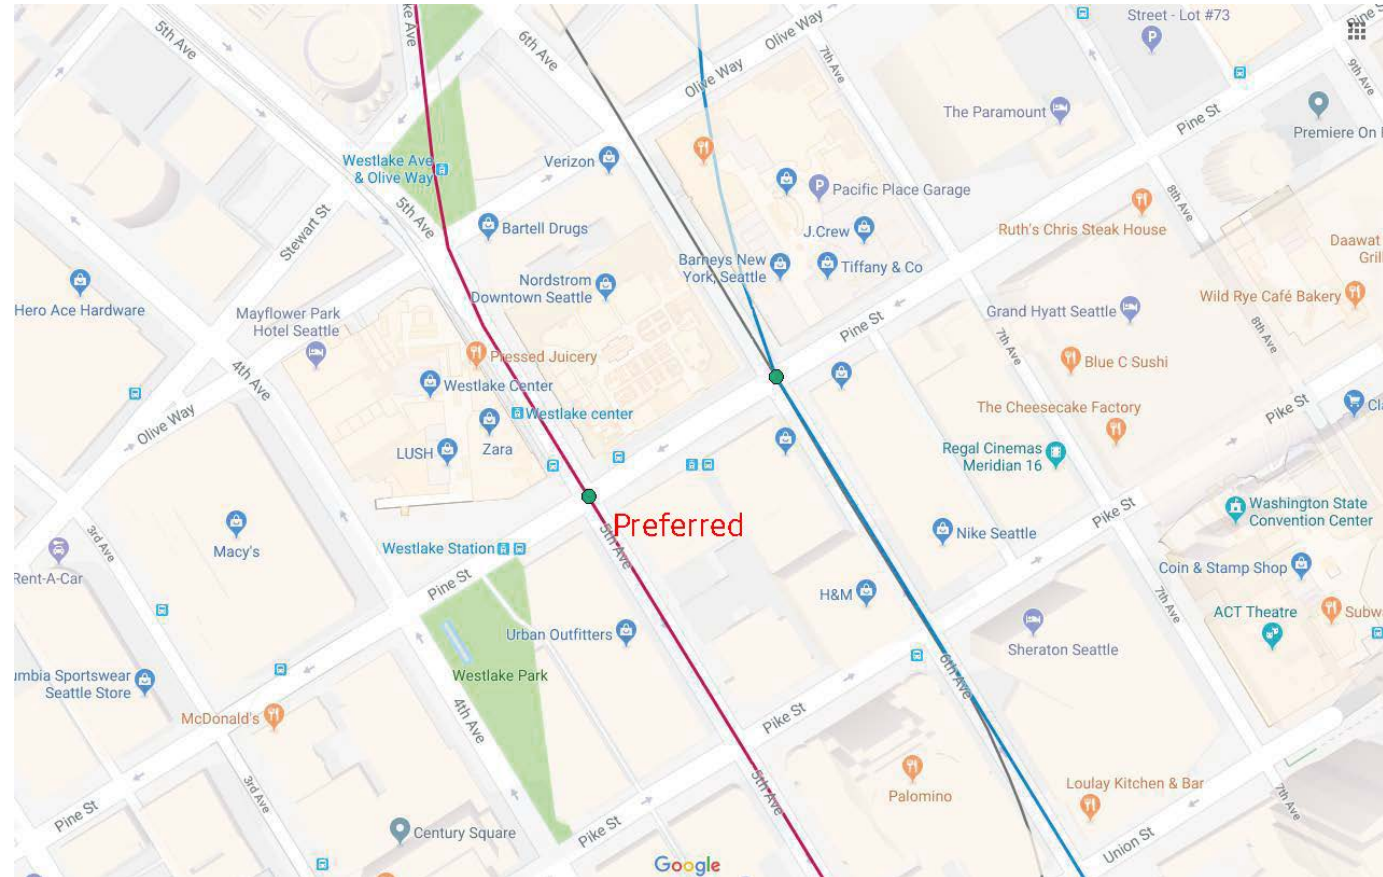 Street - Lot #73
5th Ave
6th Ave
Olive Way
7th Ave
Olive Way
9th Ave
The Paramount
Pine St
Premiere On
Verizon
Westlake Ave
& Olive Way
Pacific Place Garage
8th Ave
5th Ave
Stewart St
Bartell Drugs
J.Crew
Ruth's Chris Steak House
Daawat
Barneys New
York, Seattle
Tiffany & Co
Nordstrom
Downtown Seattle
Hero Ace Hardware
Mayflower Park
Hotel Seattle
Pine St
Grand Hyatt Seattle
Wild Rye Café Bakery
7th Ave
8th Ave
Pressed Juicery
Blue C Sushi
4th Ave
Westlake Center
Westlake center
The Cheesecake Factory
Pike St
Olive Way
LUSH
Zara
Regal Cinemas
Meridian 16
Washington State
Convention Center
Preferred
Pike St
Nike Seattle
3rd Ave
Macy's
Westlake Station
5th Ave
Rent-A-Car
Pine St
H&M
Coin & Stamp Shop
7th Ave
ACT Theatre
Urban Outfitters
Sheraton Seattle
6th Ave
Westlake Park
umbia Sportswear
Seattle Store
McDonald's
4th Ave
Pike St
3rd Ave
5th Ave
Palomino
Loulay Kitchen & Bar
7th Ave
Pine St
Century Square
Pike St
Union St
Google